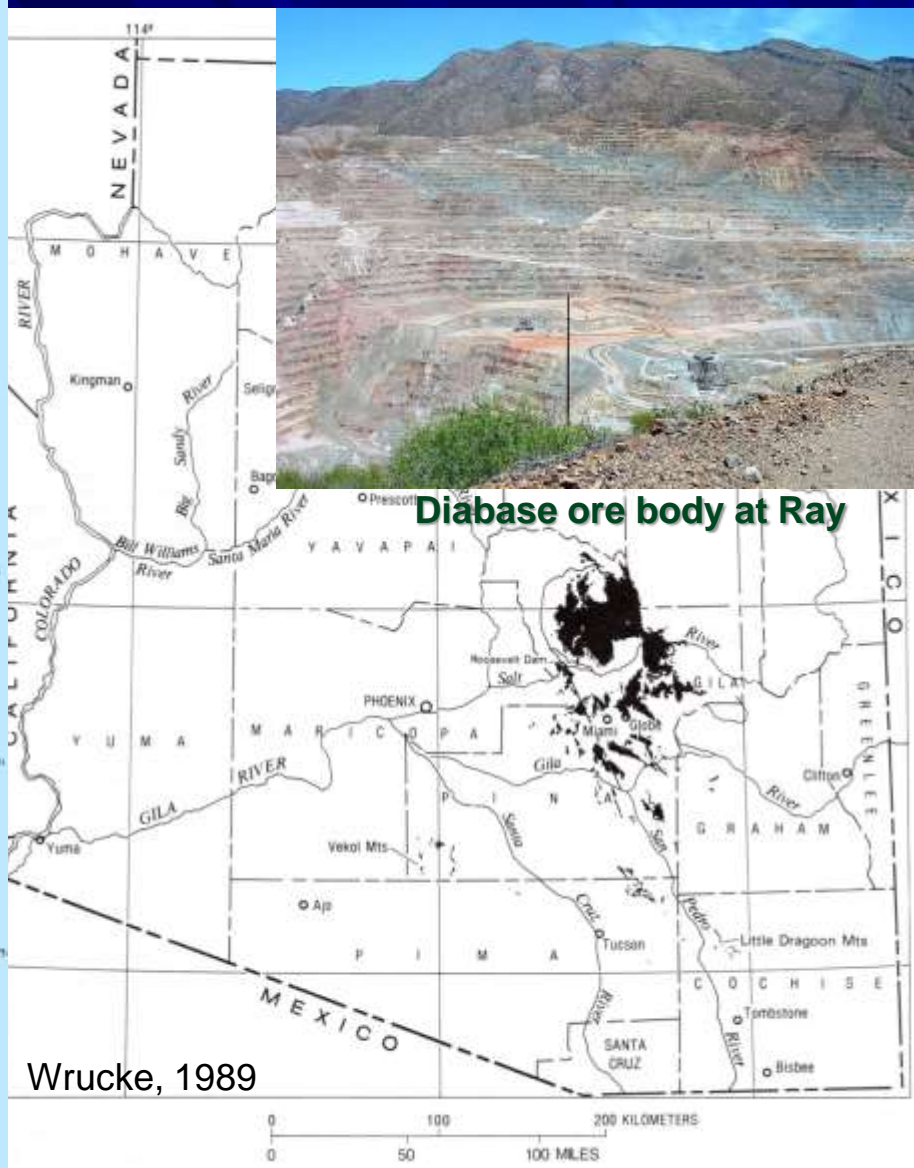 114°
NEVADA
MOHAVE
RIVER
Kingman
Big Sandy River
Prescott
Diabase ore body at Ray
Bill Williams River
Santa Maria River
YAVAPAI
COLORADO
Roosevelt Dam
Salt
River
GILA
PHOENIX
Miami
Globe
GREENLEE
YUMA
MARICOPA
Gila
River
Clifton
GILA RIVER
PINA
Santa Cruz River
San Pedro River
GRAHAM
Yuma
Vekol Mts
Ajo
Tucson
Little Dragoon Mts
PIMA
COCHISE
MEXICO
Tombstone
SANTA
CRUZ
Bisbee
Wrucke, 1989
0 100 200 KILOMETERS
0 50 100 MILES